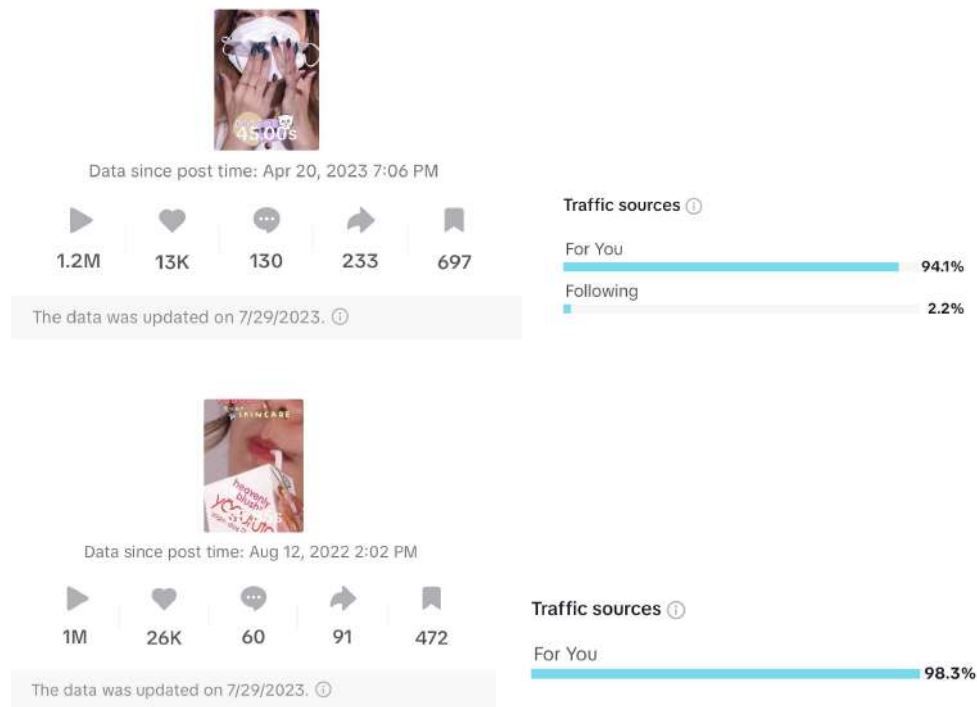 45.00s
Data since post time: Apr 20, 2023 7:06 PM
1.2M 13K 130 233 697
The data was updated on 7/29/2023.
Traffic sources
For You
94.1%
Following
2.2%
SKINCARE
heavenly
blush
Data since post time: Aug 12, 2022 2:02 PM
1M 26K 60 91 472
The data was updated on 7/29/2023.
Traffic sources
For You
98.3%